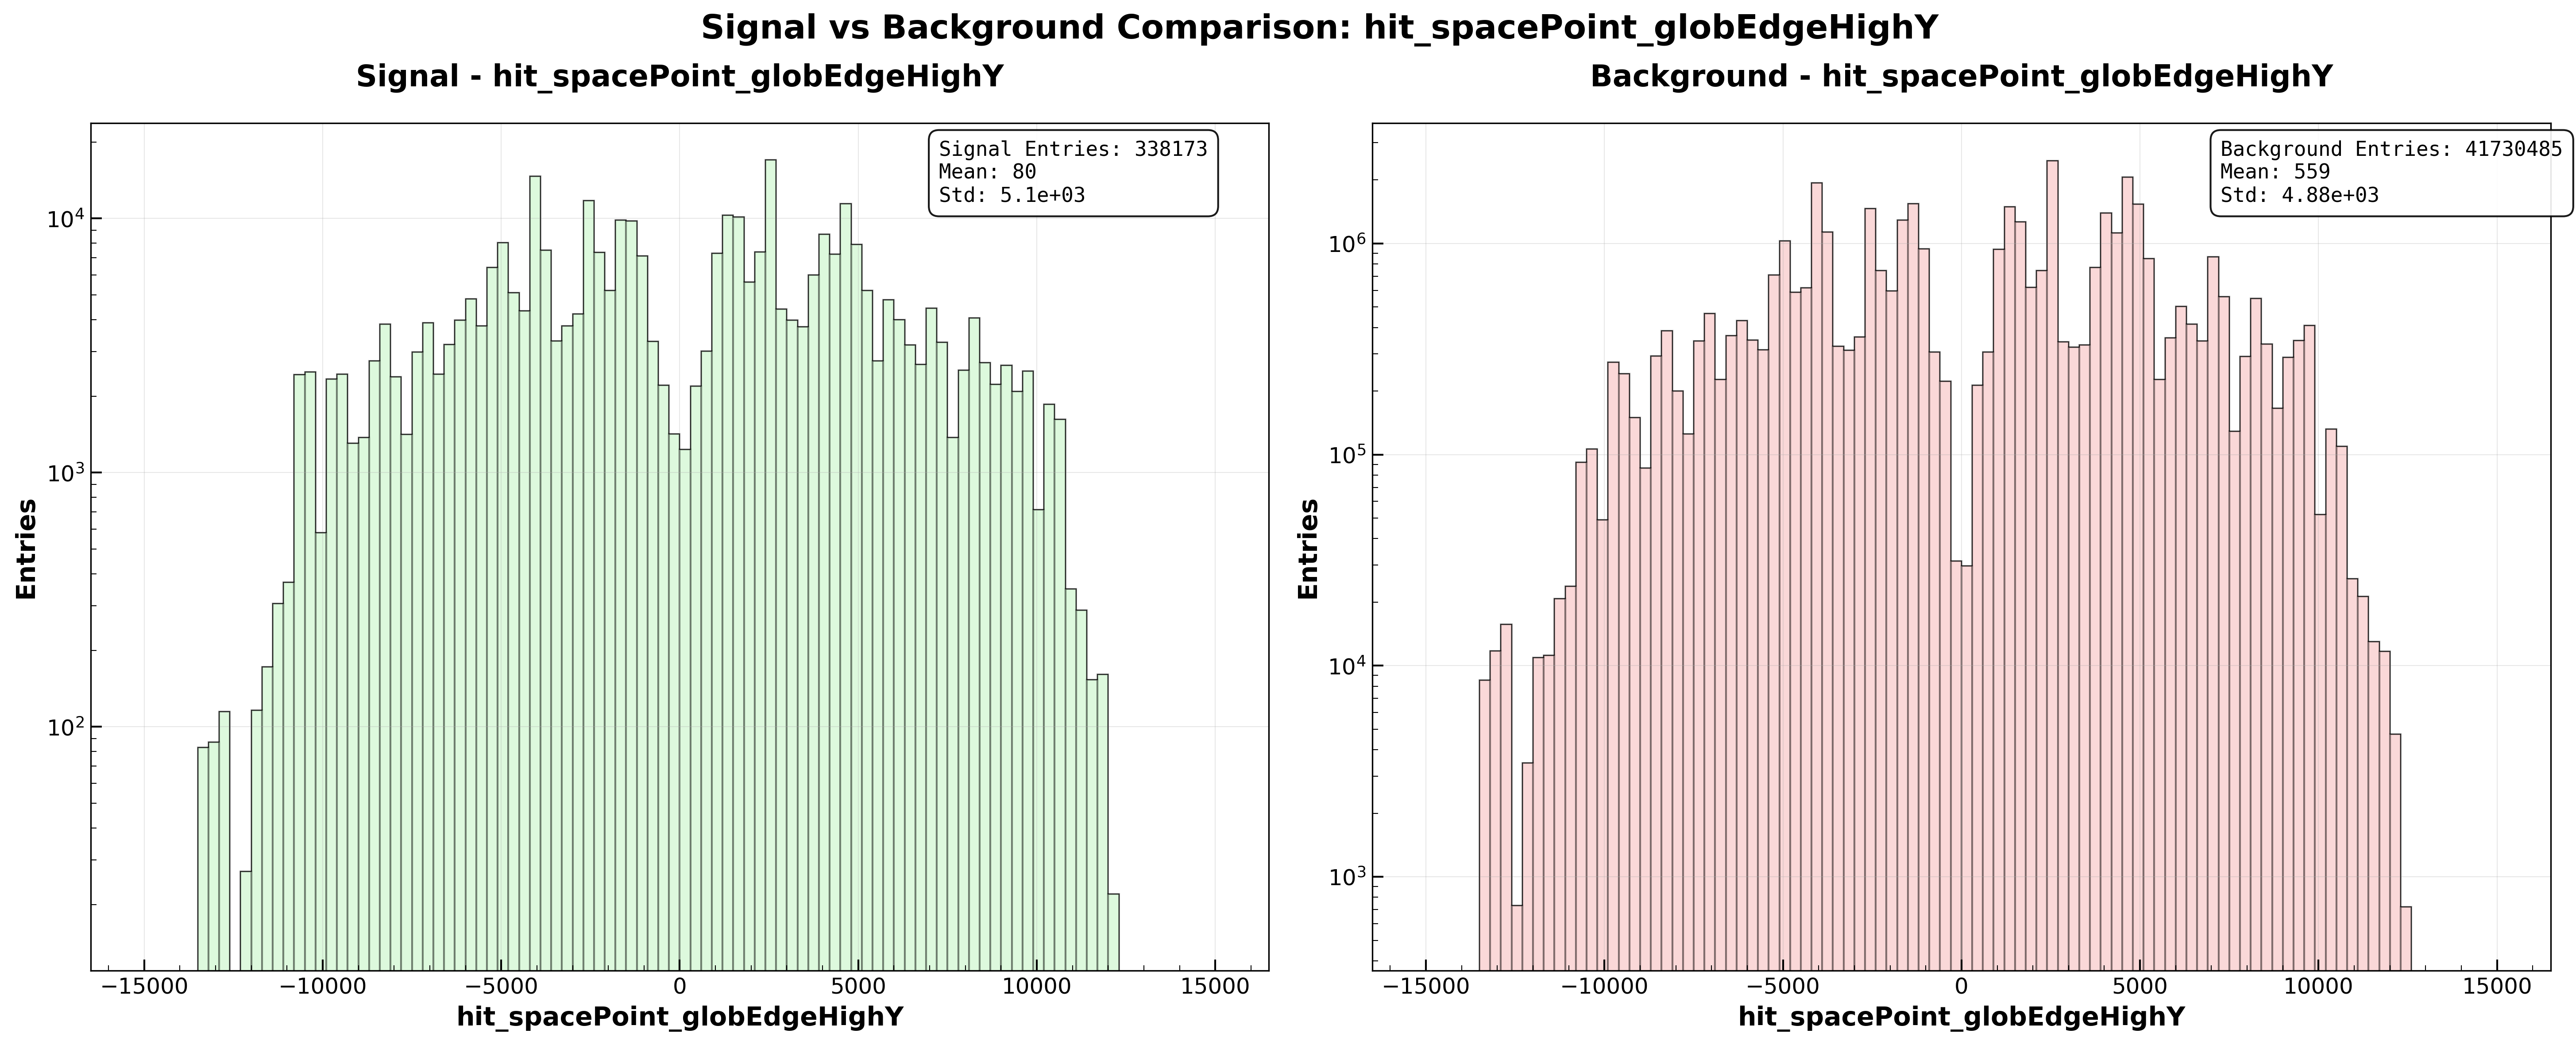 Signal vs Background Comparison: hit_spacePoint_globEdgeHighY
Signal - hit_spacePoint_globEdgeHighY
Signal Entries: 338173
Mean: 80
Std: 5.1e+03
10^4
10^3
10^2
Entries
−15000 −10000 −5000 0 5000 10000 15000
hit_spacePoint_globEdgeHighY
Background - hit_spacePoint_globEdgeHighY
Background Entries: 41730485
Mean: 559
Std: 4.88e+03
10^6
10^5
10^4
10^3
Entries
−15000 −10000 −5000 0 5000 10000 15000
hit_spacePoint_globEdgeHighY